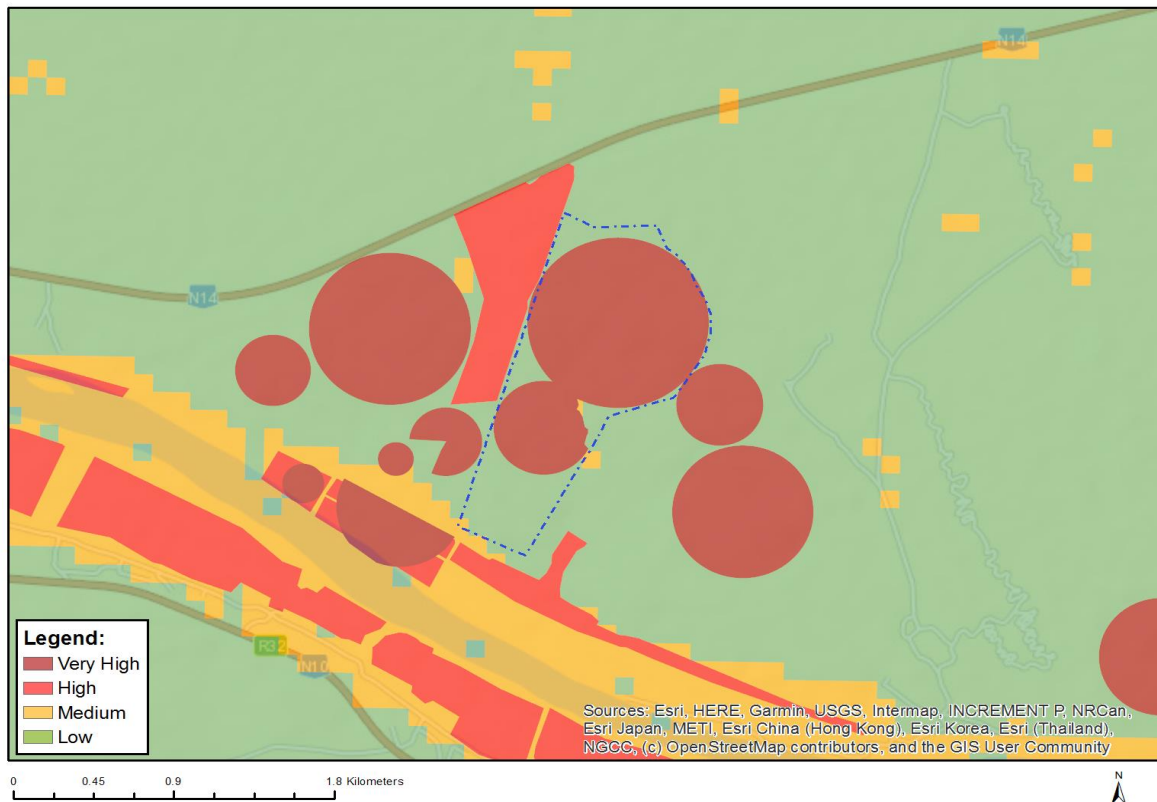 N14
N14
Legend:
Very High
High
Medium
Low
R32
N10
Sources: Esri, HERE, Garmin, USGS, Intermap, INCREMENT P, NRCan,
Esri Japan, METI, Esri China (Hong Kong), Esri Korea, Esri (Thailand),
NGCC, (c) OpenStreetMap contributors, and the GIS User Community
0 0.45 0.9 1.8 Kilometers
N